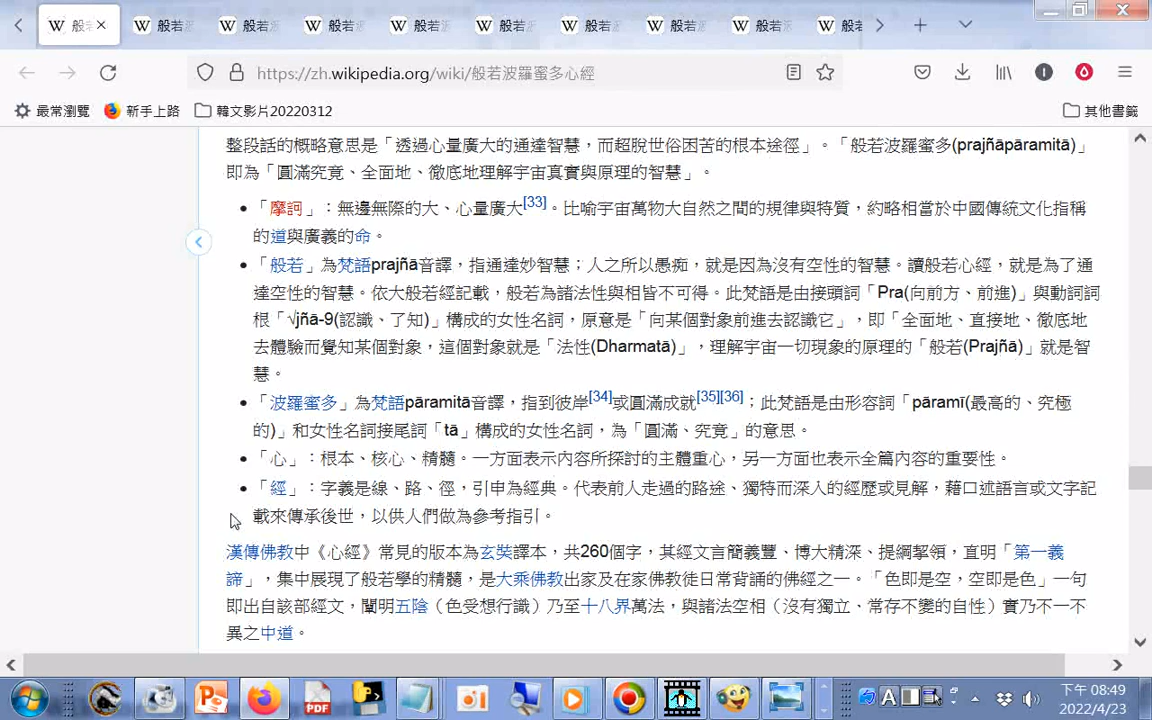 般
般若
般若
般若
般若
般若
般若
般若
般若
般若
https://zh.wikipedia.org/wiki/般若波羅蜜多心經
最常瀏覽 新手上路 韓文影片20220312 其他書籤
整段話的概略意思是「透過心量廣大的通達智慧，而超脫世俗困苦的根本途徑」。「般若波羅蜜多(prajñāpāramitā)」
即為「圓滿究竟、全面地、徹底地理解宇宙真實與原理的智慧」。
• 「摩訶」：無邊無際的大、心量廣大[33]。比喻宇宙萬物大自然之間的規律與特質，約略相當於中國傳統文化指稱
的道與廣義的命。
• 「般若」為梵語prajñā音譯，指通達妙智慧；人之所以愚痴，就是因為沒有空性的智慧。讀般若心經，就是為了通
達空性的智慧。依大般若經記載，般若為諸法性與相皆不可得。此梵語是由接頭詞「Pra(向前方、前進)」與動詞詞
根「√jñā-9(認識、了知)」構成的女性名詞，原意是「向某個對象前進去認識它」，即「全面地、直接地、徹底地
去體驗而覺知某個對象，這個對象就是「法性(Dharmatā)」，理解宇宙一切現象的原理的「般若(Prajñā)」就是智
慧。
• 「波羅蜜多」為梵語pāramitā音譯，指到彼岸[34]或圓滿成就[35][36]；此梵語是由形容詞「pāramī(最高的、究極
的)」和女性名詞接尾詞「tā」構成的女性名詞，為「圓滿、究竟」的意思。
• 「心」：根本、核心、精髓。一方面表示內容所探討的主體重心，另一方面也表示全篇內容的重要性。
• 「經」：字義是線、路、徑，引申為經典。代表前人走過的路途、獨特而深入的經歷或見解，藉口述語言或文字記
載來傳承後世，以供人們做為參考指引。
漢傳佛教中《心經》常見的版本為玄奘譯本，共260個字，其經文言簡義豐、博大精深、提綱挈領，直明「第一義
諦」，集中展現了般若學的精髓，是大乘佛教出家及在家佛教徒日常背誦的佛經之一。「色即是空，空即是色」一句
即出自該部經文，闡明五陰（色受想行識）乃至十八界萬法，與諸法空相（沒有獨立、常存不變的自性）實乃不一不
異之中道。
下午 08:49
2022/4/23